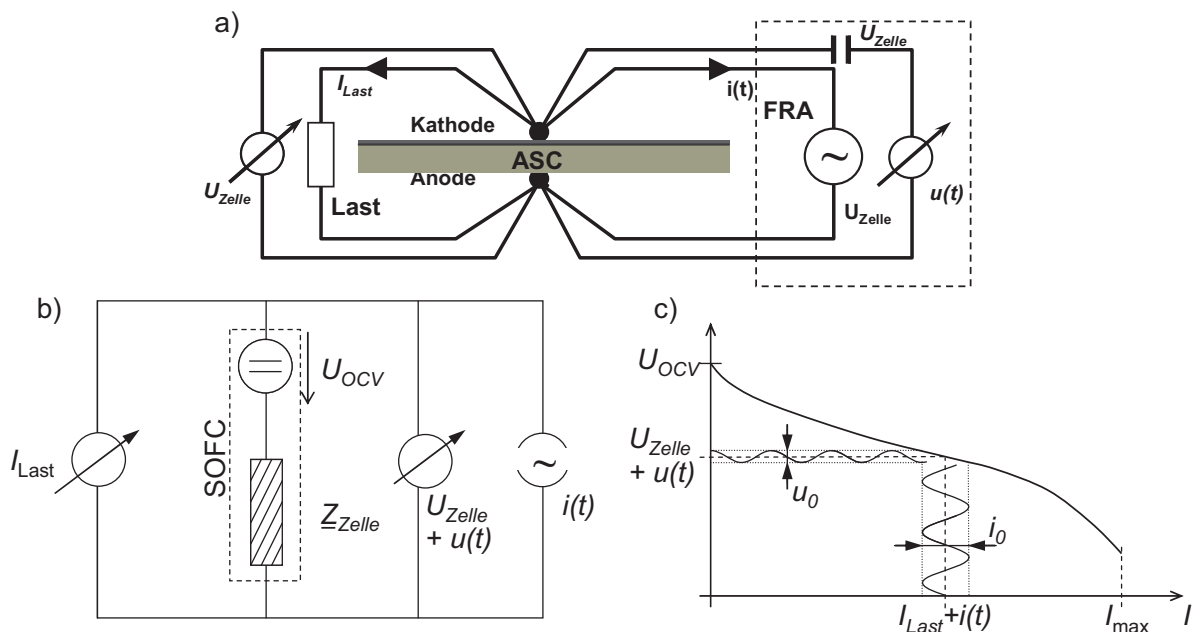 a)
U_Zelle
I_Last
i(t)
FRA
Kathode
~
ASC
Anode
U_Zelle
Last
U_Zelle
u(t)
b)
U_OCV
SOFC
I_Last
~
Z_Zelle
U_Zelle
+ u(t)
i(t)
c)
U_OCV
U_Zelle
+ u(t)
u_0
i_0
I_Last+i(t)
I_max
I